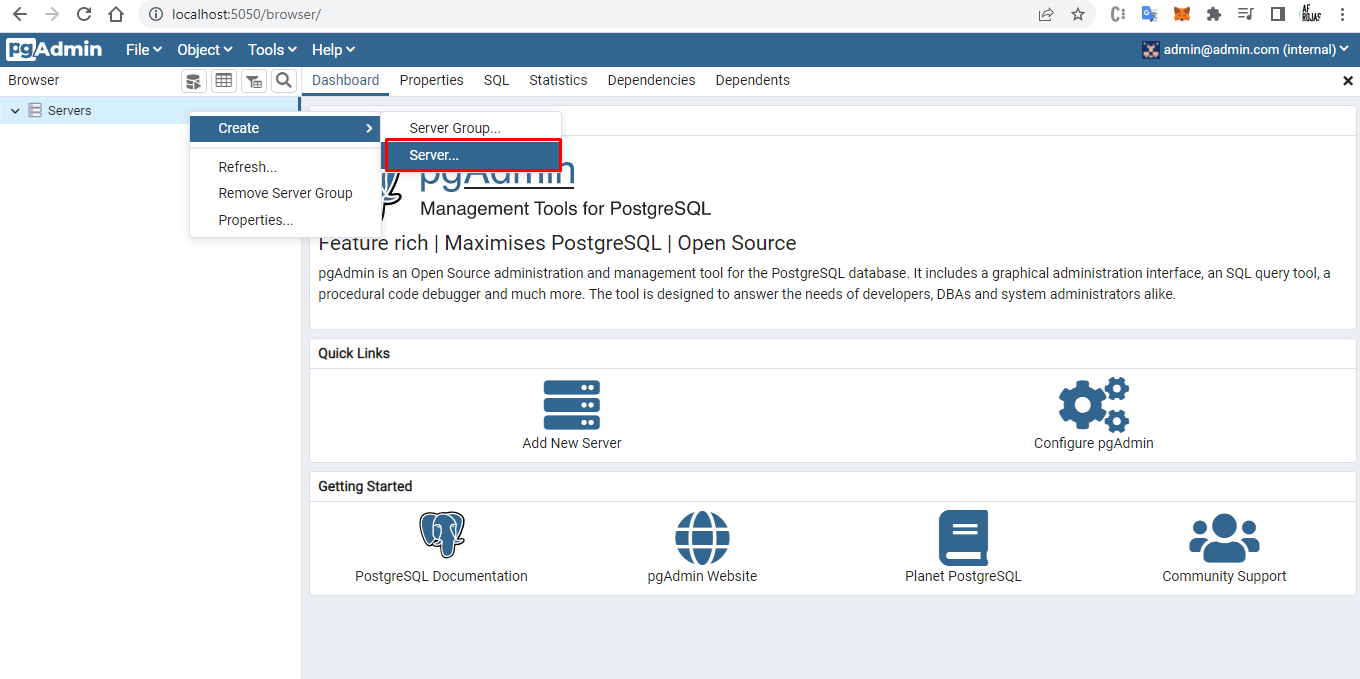 localhost:5050/browser/
AF
ROJAS
pgAdmin File Object Tools Help admin@admin.com (internal)
Browser Dashboard Properties SQL Statistics Dependencies Dependents
Servers
Create Server Group...
Server...
Refresh...
Remove Server Group
Properties...
pgAdmin
Management Tools for PostgreSQL
Feature rich | Maximises PostgreSQL | Open Source
pgAdmin is an Open Source administration and management tool for the PostgreSQL database. It includes a graphical administration interface, an SQL query tool, a
procedural code debugger and much more. The tool is designed to answer the needs of developers, DBAs and system administrators alike.
Quick Links
Add New Server Configure pgAdmin
Getting Started
PostgreSQL Documentation pgAdmin Website Planet PostgreSQL Community Support